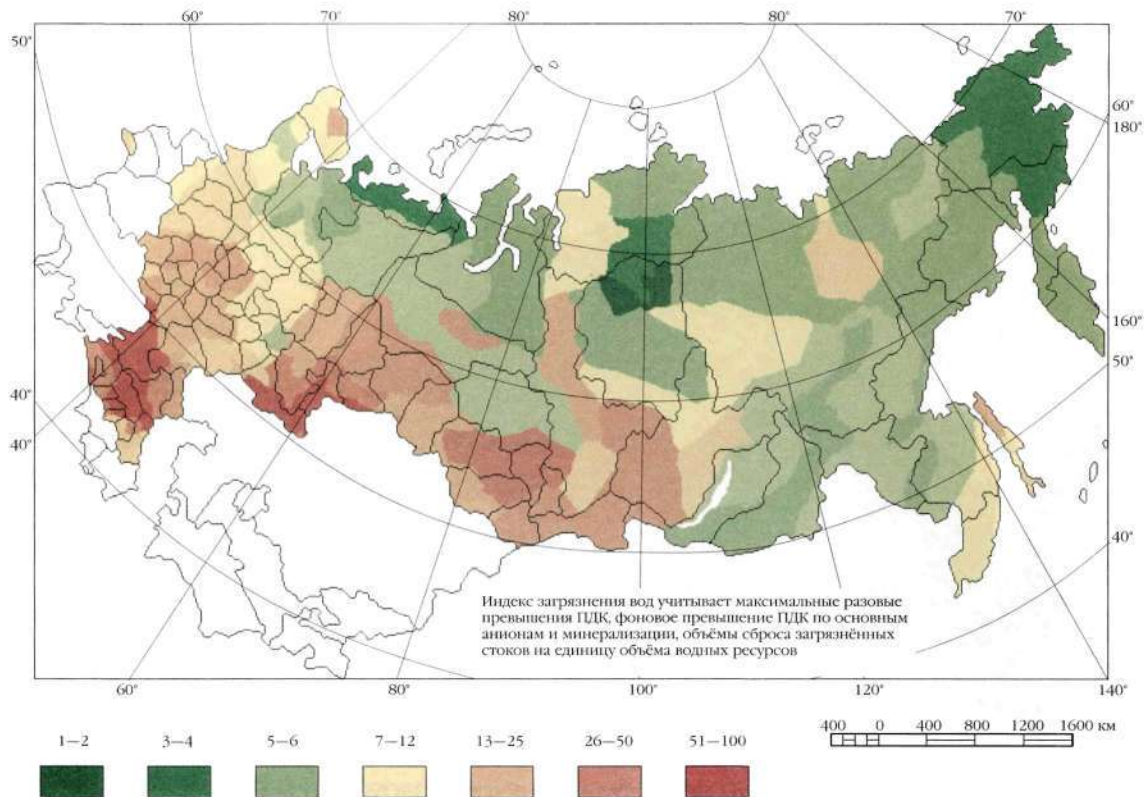 60° 70° 80° 80° 70°
50°
60°
180°
160°
50°
40°
40°
40°
Индекс загрязнения вод учитывает максимальные разовые
превышения ПДК, фоновое превышение ПДК по основным
анионам и минерализации, объёмы сброса загрязнённых
стоков на единицу объёма водных ресурсов
60° 80° 100° 120° 140°
400 0 400 800 1200 1600 км
1—2 3—4 5—6 7—12 13—25 26—50 51—100